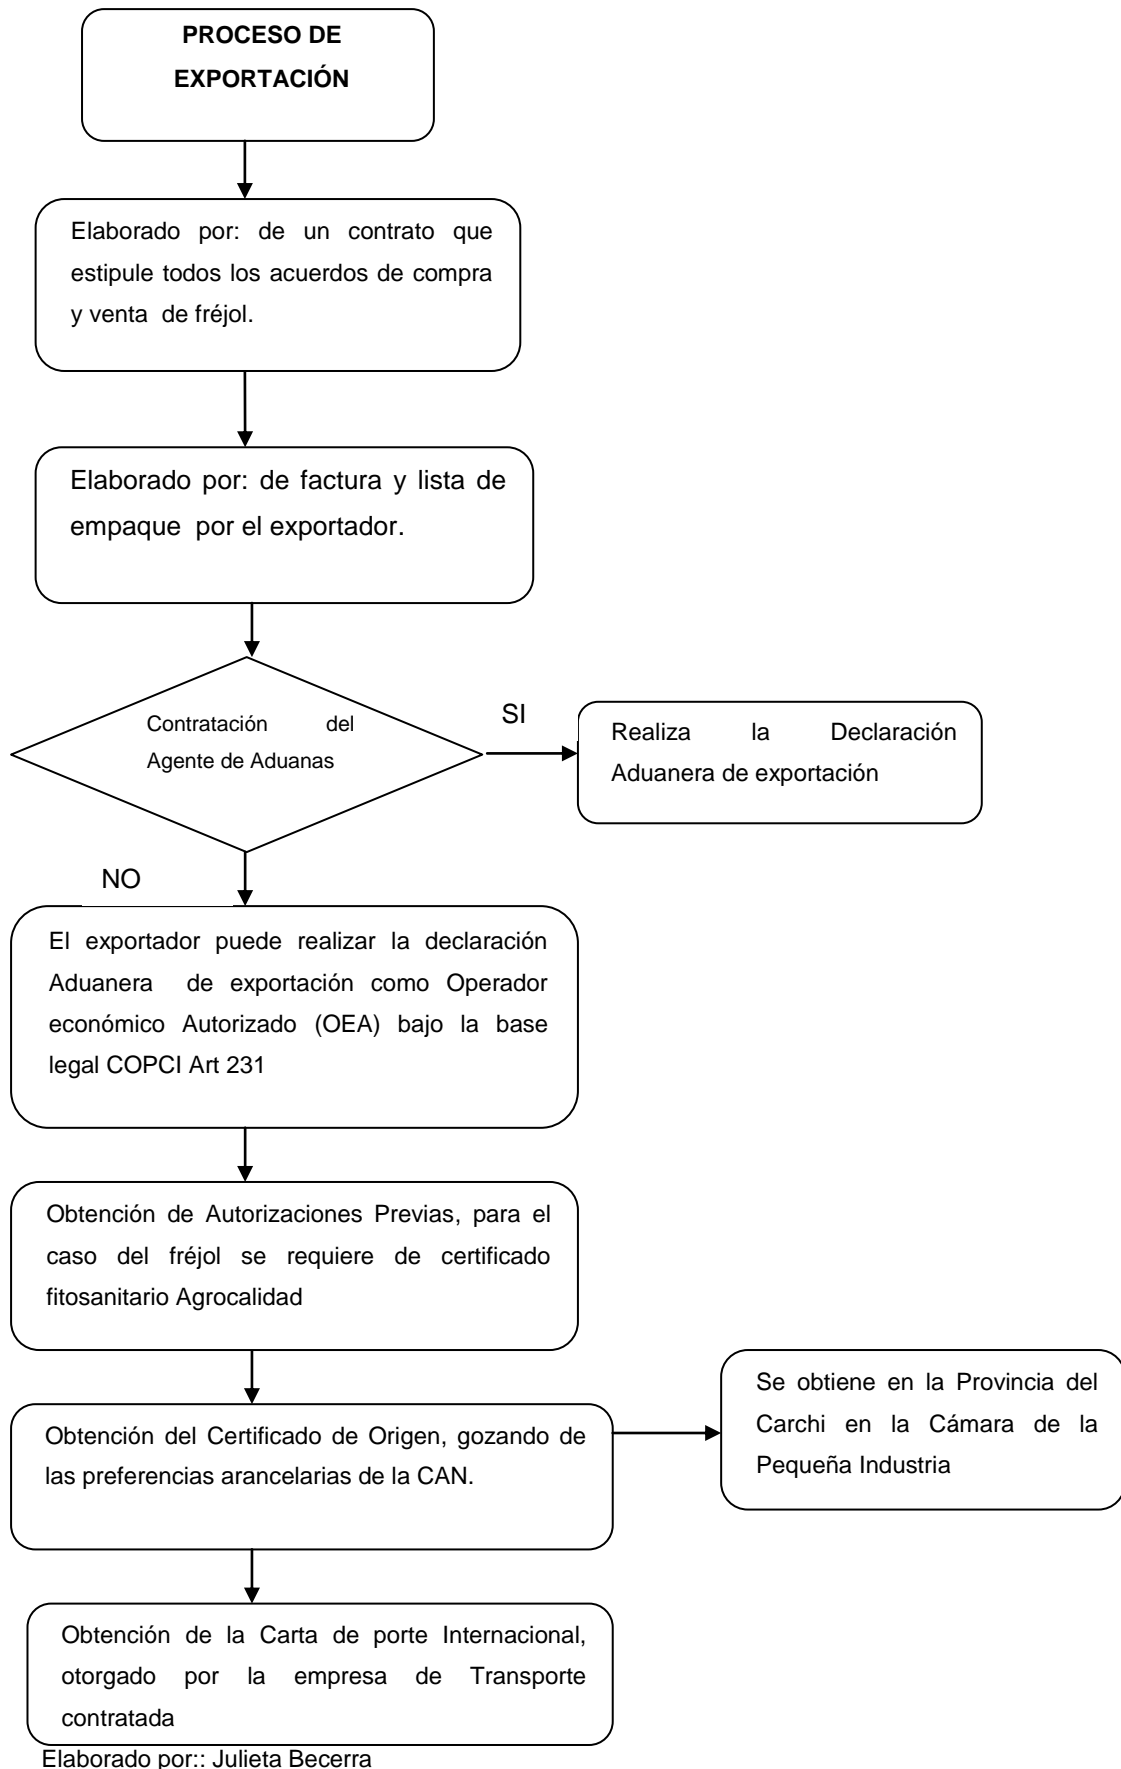 PROCESO DE
EXPORTACIÓN
Elaborado por: de un contrato que
estipule todos los acuerdos de compra
y venta de fréjol.
Elaborado por: de factura y lista de
empaque por el exportador.
Contratación del
Agente de Aduanas
SI
Realiza la Declaración
Aduanera de exportación
NO
El exportador puede realizar la declaración
Aduanera de exportación como Operador
económico Autorizado (OEA) bajo la base
legal COPCI Art 231
Obtención de Autorizaciones Previas, para el
caso del fréjol se requiere de certificado
fitosanitario Agrocalidad
Obtención del Certificado de Origen, gozando de
las preferencias arancelarias de la CAN.
Se obtiene en la Provincia del
Carchi en la Cámara de la
Pequeña Industria
Obtención de la Carta de porte Internacional,
otorgado por la empresa de Transporte
contratada
Elaborado por:: Julieta Becerra